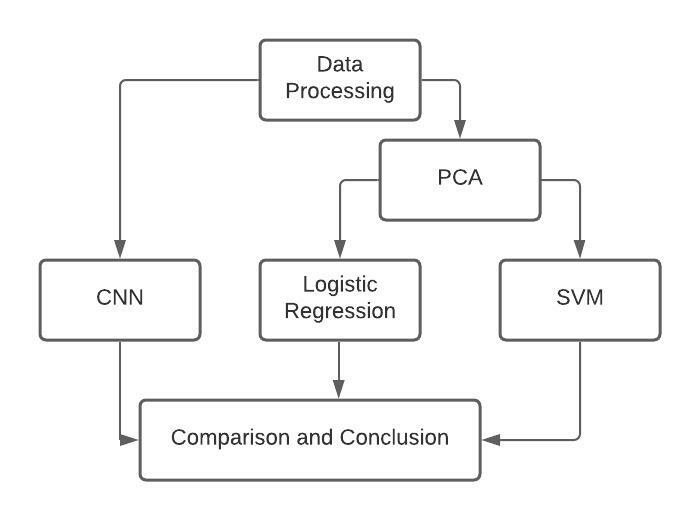 Data
Processing
PCA
CNN
Logistic
Regression
SVM
Comparison and Conclusion